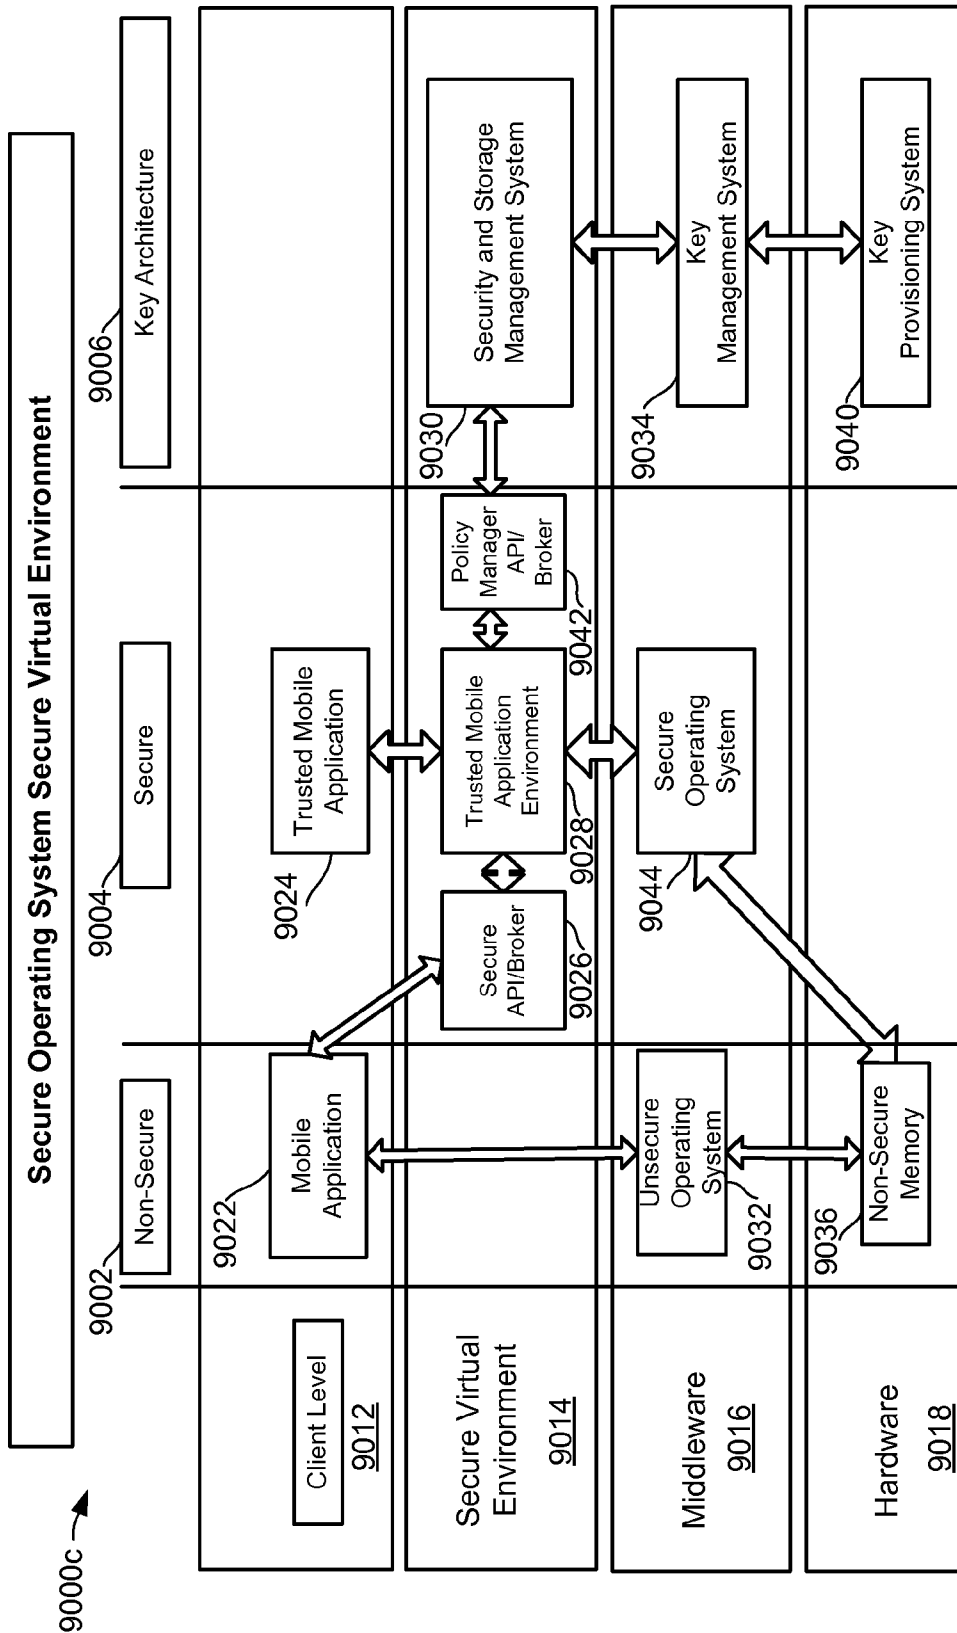 Secure Operating System Secure Virtual Environment
9000c
9002
Non-Secure
9004
Secure
9006
Key Architecture
Client Level
9012
9022
Mobile
Application
9024
Trusted Mobile
Application
Secure Virtual
Environment
9014
Secure
API/Broker
9026
Trusted Mobile
Application
Environment
9028
Policy
Manager
API/
Broker
9042
9030
Security and Storage
Management System
Middleware
9016
Unsecure
Operating
System
9032
Secure
Operating
System
9044
9034
Key
Management System
Hardware
9018
9036
Non-Secure
Memory
9040
Key
Provisioning System